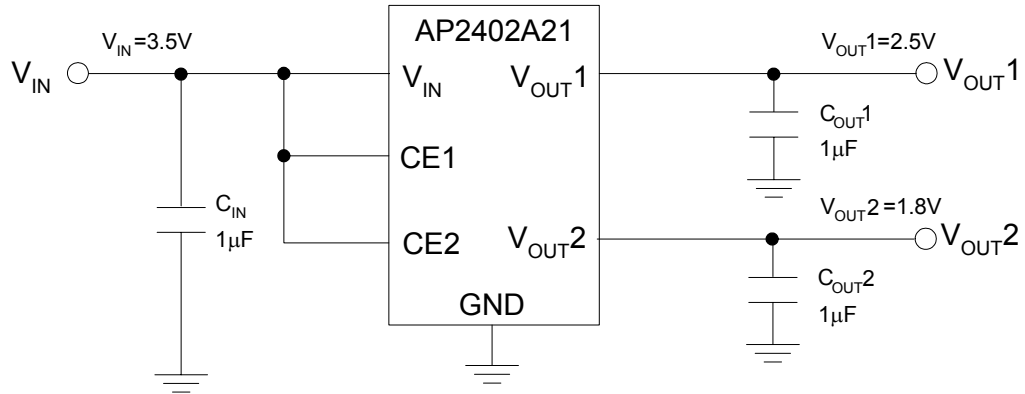 AP2402A21
V_IN=3.5V
V_OUT1=2.5V
V_IN
V_IN
V_OUT1
V_OUT1
C_OUT1
1μF
CE1
C_IN
1μF
CE2
V_OUT2
V_OUT2=1.8V
V_OUT2
C_OUT2
1μF
GND